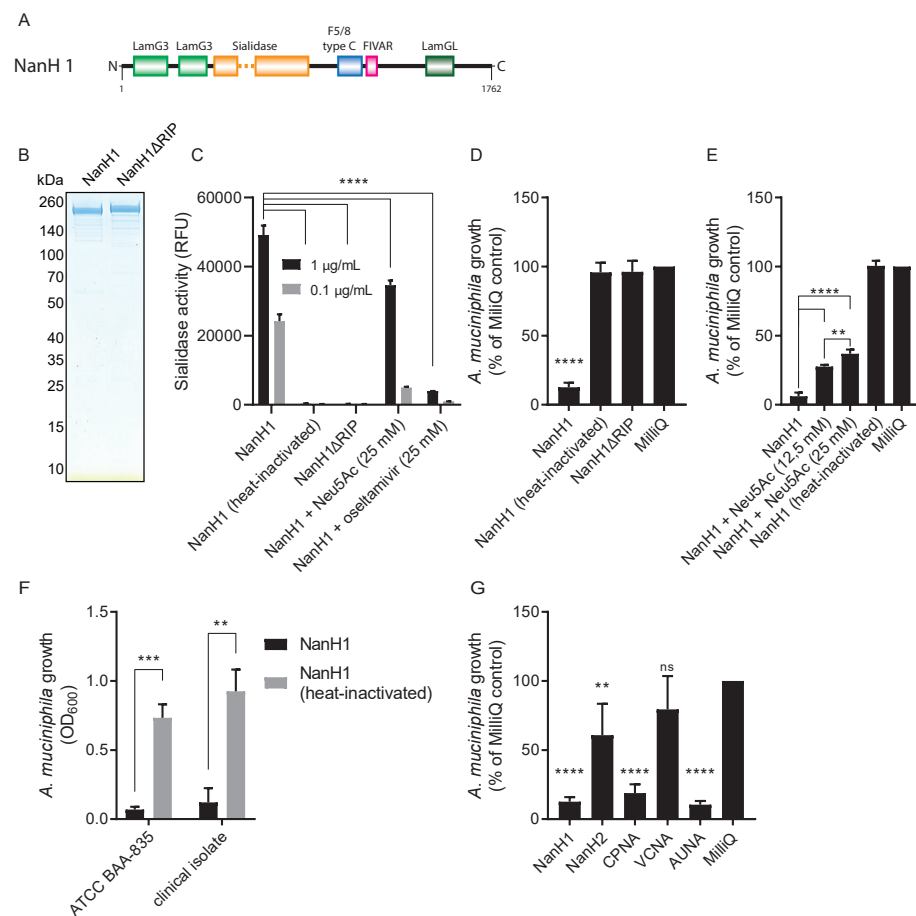 A
LamG3 LamG3 Sialidase F5/8 type C FIVAR LamGL
NanH 1 N C
1 1762
B
NanH1 NanH1ΔRIP
kDa
260
140
100
70
50
40
35
25
15
10
C
Sialidase activity (RFU)
60000
40000
20000
0
****
1 µg/mL
0.1 µg/mL
NanH1
NanH1 (heat-inactivated)
NanH1ΔRIP
NanH1 + Neu5Ac (25 mM)
NanH1 + oseltamivir (25 mM)
D
A. muciniphila growth
(% of MilliQ control)
150
100
50
0
****
NanH1
NanH1 (heat-inactivated)
NanH1ΔRIP
MilliQ
E
A. muciniphila growth
(% of MiliQ control)
150
100
50
0
****
**
NanH1
NanH1 + Neu5Ac (12,5 mM)
NanH1 + Neu5Ac (25 mM)
NanH1 (heat-inactivated)
MilliQ
F
A. muciniphila growth
(OD600)
1.5
1.0
0.5
0.0
***
**
NanH1
NanH1
(heat-inactivated)
ATCC BAA-835
clinical isolate
G
A. muciniphila growth
(% of MilliQ control)
150
100
50
0
****
**
****
ns
****
NanH1
NanH2
CPNA
VCNA
AUNA
MilliQ